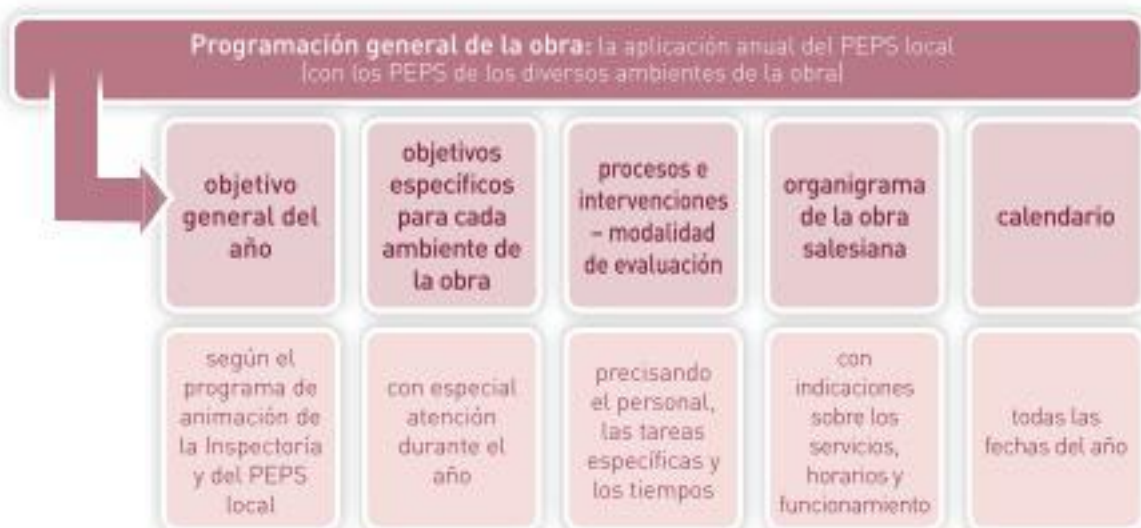 Programación general de la obra: la aplicación anual del PEPS local
(con los PEPS de los diversos ambientes de la obra)
objetivo
general del
año
objetivos
específicos
para cada
ambiente de
la obra
procesos e
intervenciones
– modalidad
de evaluación
organigrama
de la obra
salesiana
calendario
según el
programa de
animación de
la Inspectoría
y del PEPS
local
con especial
atención
durante el
año
precisando
el personal,
las tareas
específicas y
los tiempos
con
indicaciones
sobre los
servicios,
horarios y
funcionamiento
todas las
fechas del año